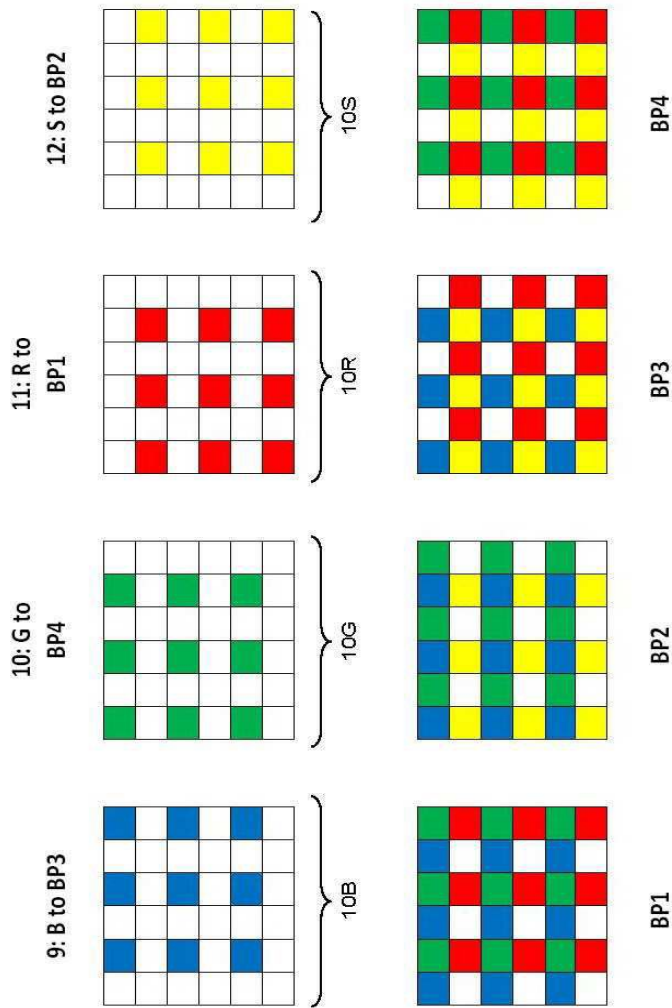 9: B to BP3
10: G to
BP4
11: R to
BP1
12: S to BP2
10B
10G
10R
10S
BP1
BP2
BP3
BP4